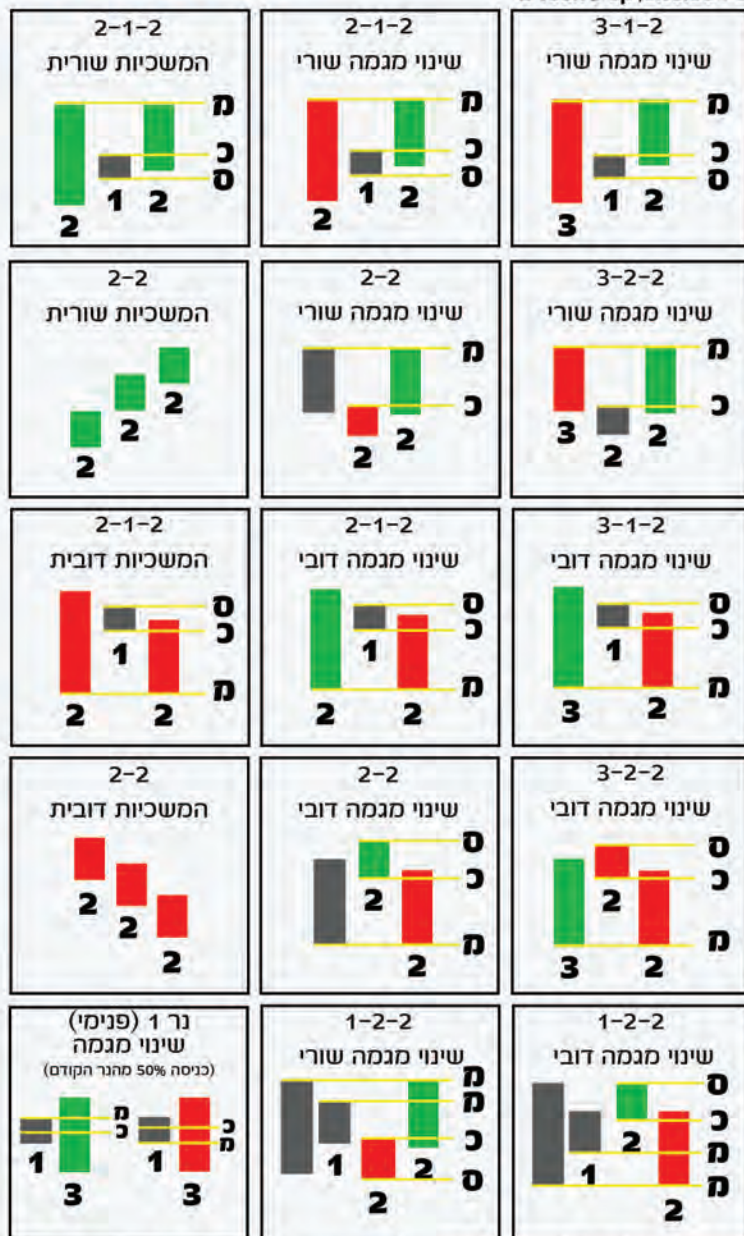 3-1-2
שינוי מגמה שורי
מ
כ
ס
3
1
2
2-1-2
שינוי מגמה שורי
מ
כ
ס
2
1
2
2-1-2
המשכיות שורית
מ
כ
ס
2
1
2
3-2-2
שינוי מגמה שורי
מ
כ
3
2
2
2-2
שינוי מגמה שורי
מ
כ
2
2
2-2
המשכיות שורית
2
2
2
3-1-2
שינוי מגמה דובי
ס
כ
מ
1
3
2
2-1-2
שינוי מגמה דובי
ס
כ
מ
1
2
2
2-1-2
המשכיות דובית
ס
כ
מ
1
2
2
3-2-2
שינוי מגמה דובי
ס
כ
מ
2
3
2
2-2
שינוי מגמה דובי
ס
כ
מ
2
2
2-2
המשכיות דובית
2
2
2
1-2-2
שינוי מגמה דובי
ס
כ
מ
מ
2
1
2
1-2-2
שינוי מגמה שורי
מ
מ
כ
ס
1
2
2
נר 1 (פנימי)
שינוי מגמה
(כניסה 50% מהנר הקודם)
כ
מ
1
3
מ
כ
1
3